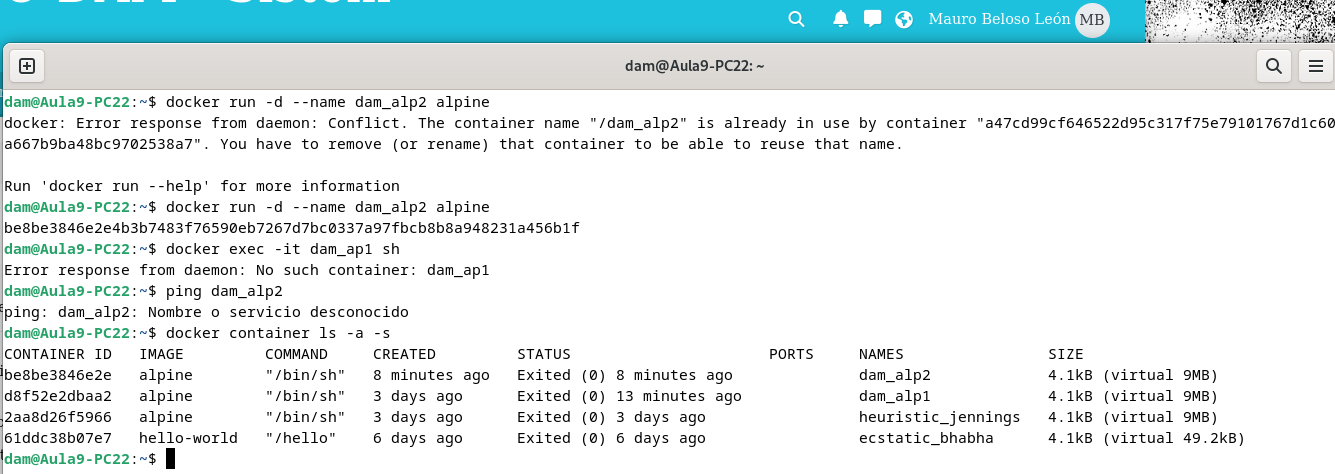 Mauro Beloso León MB
dam@Aula9-PC22: ~
dam@Aula9-PC22:~$ docker run -d --name dam_alp2 alpine
docker: Error response from daemon: Conflict. The container name "/dam_alp2" is already in use by container "a47cd99cf646522d95c317f75e79101767d1c60
a667b9ba48bc9702538a7". You have to remove (or rename) that container to be able to reuse that name.
Run 'docker run --help' for more information
dam@Aula9-PC22:~$ docker run -d --name dam_alp2 alpine
be8be3846e2e4b3b7483f76590eb7267d7bc0337a97fbcb8b8a948231a456b1f
dam@Aula9-PC22:~$ docker exec -it dam_ap1 sh
Error response from daemon: No such container: dam_ap1
dam@Aula9-PC22:~$ ping dam_alp2
ping: dam_alp2: Nombre o servicio desconocido
dam@Aula9-PC22:~$ docker container ls -a -s
CONTAINER ID   IMAGE         COMMAND     CREATED         STATUS                      PORTS     NAMES                SIZE
be8be3846e2e   alpine        "/bin/sh"   8 minutes ago   Exited (0) 8 minutes ago              dam_alp2             4.1kB (virtual 9MB)
d8f52e2dbaa2   alpine        "/bin/sh"   3 days ago      Exited (0) 13 minutes ago             dam_alp1             4.1kB (virtual 9MB)
2aa8d26f5966   alpine        "/bin/sh"   3 days ago      Exited (0) 3 days ago                 heuristic_jennings   4.1kB (virtual 9MB)
61ddc38b07e7   hello-world   "/hello"    6 days ago      Exited (0) 6 days ago                 ecstatic_bhabha      4.1kB (virtual 49.2kB)
dam@Aula9-PC22:~$